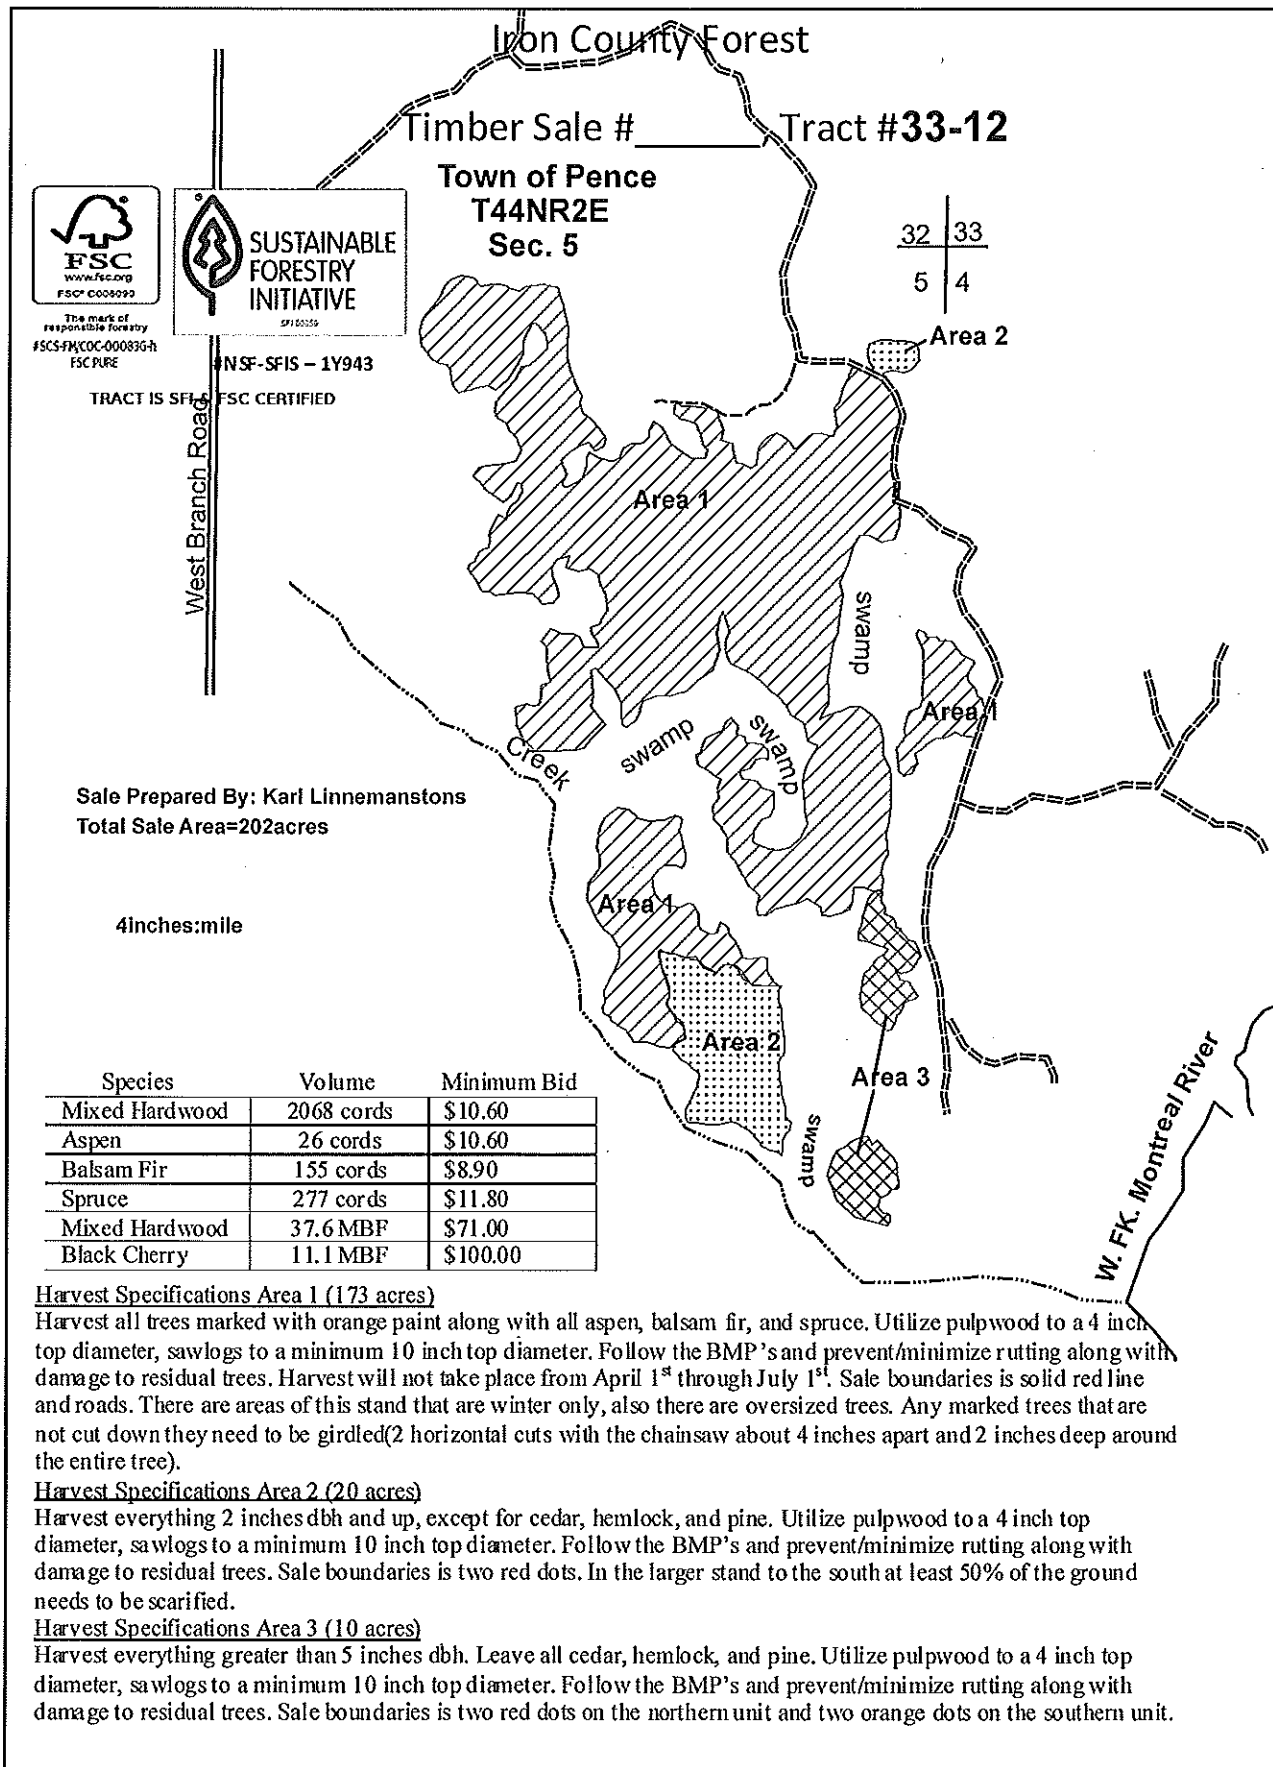 Iron County Forest
Timber Sale #________, Tract #33-12
Town of Pence
T44NR2E
Sec. 5
FSC
www.fsc.org
FSC® C006090
The mark of
responsible forestry
FSC PURE
SUSTAINABLE
FORESTRY
INITIATIVE
#NSF-SFIS – 1Y943
TRACT IS SFI & FSC CERTIFIED
32 33
5 4
Area 2
West Branch Road
Area 1
swamp
Area 1
swamp
swamp
Creek
Sale Prepared By: Karl Linnemanstons
Total Sale Area=202acres
4inches:mile
Area 1
Area 2
Area 3
swamp
W. FK. Montreal River
Species Volume Minimum Bid
Mixed Hardwood 2068 cords $10.60
Aspen 26 cords $10.60
Balsam Fir 155 cords $8.90
Spruce 277 cords $11.80
Mixed Hardwood 37.6 MBF $71.00
Black Cherry 11.1 MBF $100.00
Harvest Specifications Area 1 (173 acres)
Harvest all trees marked with orange paint along with all aspen, balsam fir, and spruce. Utilize pulpwood to a 4 inch
top diameter, sawlogs to a minimum 10 inch top diameter. Follow the BMP's and prevent/minimize rutting along with
damage to residual trees. Harvest will not take place from April 1st through July 1st. Sale boundaries is solid red line
and roads. There are areas of this stand that are winter only, also there are oversized trees. Any marked trees that are
not cut down they need to be girdled(2 horizontal cuts with the chainsaw about 4 inches apart and 2 inches deep around
the entire tree).
Harvest Specifications Area 2 (20 acres)
Harvest everything 2 inches dbh and up, except for cedar, hemlock, and pine. Utilize pulpwood to a 4 inch top
diameter, sawlogs to a minimum 10 inch top diameter. Follow the BMP's and prevent/minimize rutting along with
damage to residual trees. Sale boundaries is two red dots. In the larger stand to the south at least 50% of the ground
needs to be scarified.
Harvest Specifications Area 3 (10 acres)
Harvest everything greater than 5 inches dbh. Leave all cedar, hemlock, and pine. Utilize pulpwood to a 4 inch top
diameter, sawlogs to a minimum 10 inch top diameter. Follow the BMP's and prevent/minimize rutting along with
damage to residual trees. Sale boundaries is two red dots on the northern unit and two orange dots on the southern unit.